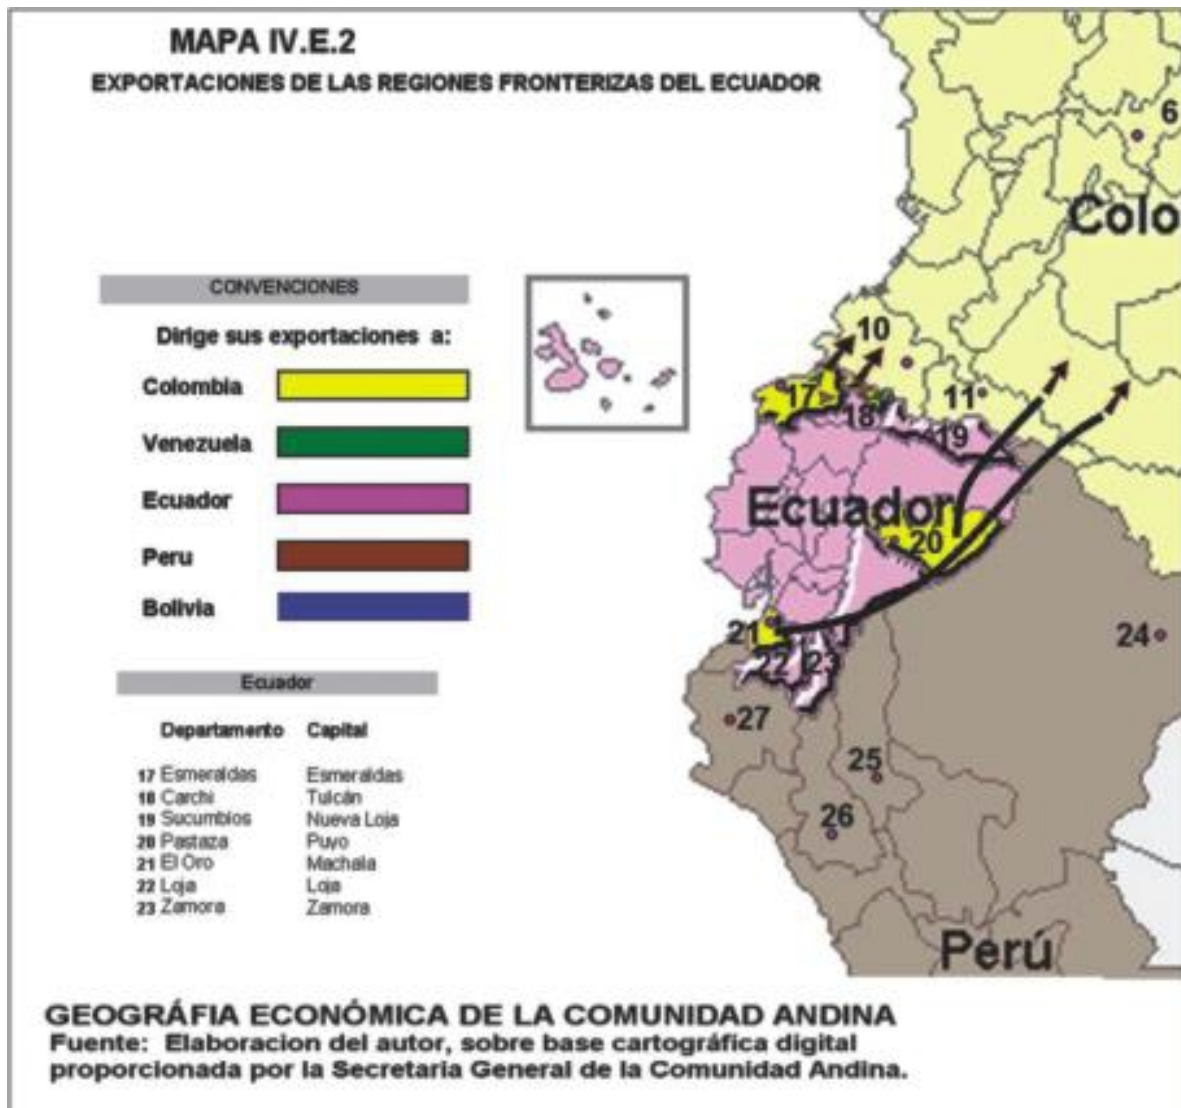 MAPA IV.E.2
EXPORTACIONES DE LAS REGIONES FRONTERIZAS DEL ECUADOR
6
Colo
CONVENCIONES
Dirige sus exportaciones a:
Colombia
Venezuela
Ecuador
Peru
Bolivia
10
17
18
11
19
Ecuador
20
21
22
23
24
27
25
26
Perú
Ecuador
Departamento Capital
17 Esmeraldas Esmeraldas
18 Carchi Tulcán
19 Sucumblos Nueva Loja
20 Pastaza Puyo
21 El Oro Machala
22 Loja Loja
23 Zamora Zamora
GEOGRÁFIA ECONÓMICA DE LA COMUNIDAD ANDINA
Fuente: Elaboracion del autor, sobre base cartográfica digital
proporcionada por la Secretaria General de la Comunidad Andina.